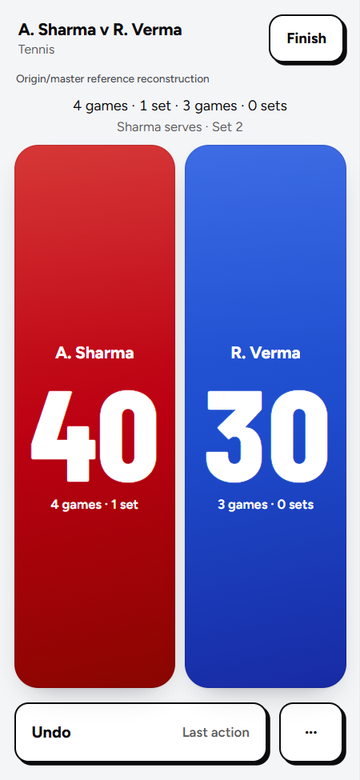 A. Sharma v R. Verma
Tennis
Finish
Origin/master reference reconstruction
4 games · 1 set · 3 games · 0 sets
Sharma serves · Set 2
A. Sharma
40
4 games · 1 set
R. Verma
30
3 games · 0 sets
Undo
Last action
...